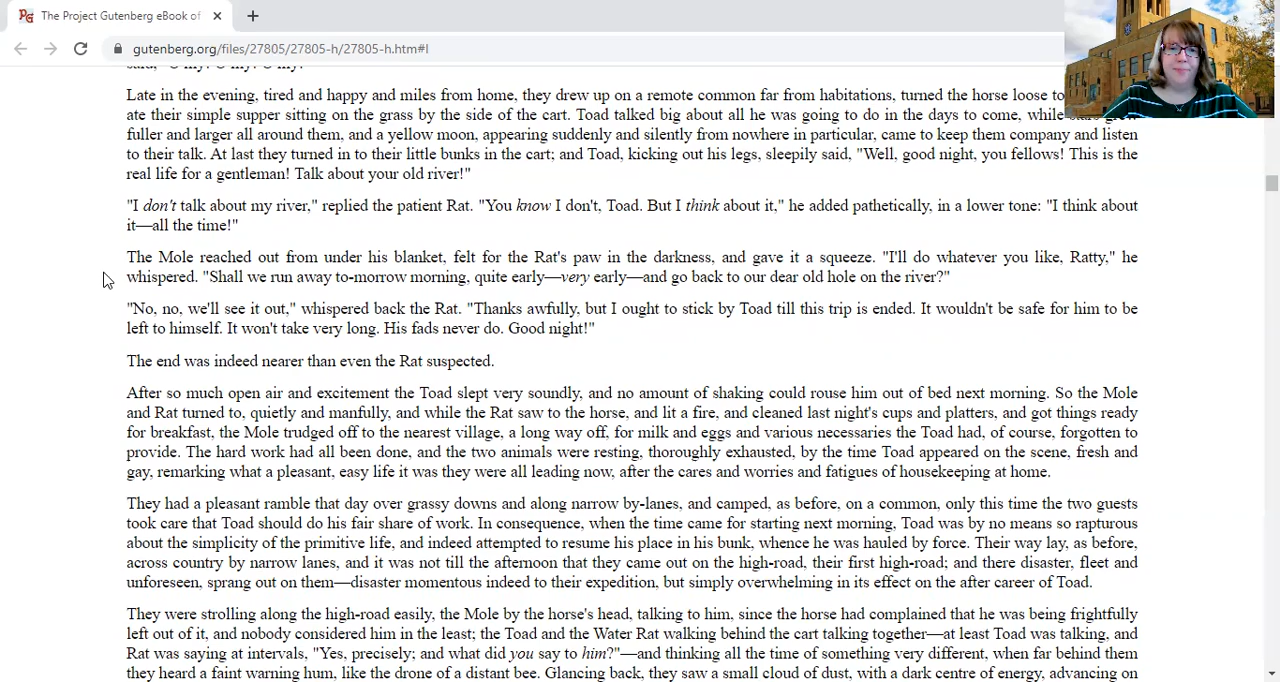 The Project Gutenberg eBook of
gutenberg.org/files/27805/27805-h/27805-h.htm#I
Late in the evening, tired and happy and miles from home, they drew up on a remote common far from habitations, turned the horse loose to
ate their simple supper sitting on the grass by the side of the cart. Toad talked big about all he was going to do in the days to come, while
fuller and larger all around them, and a yellow moon, appearing suddenly and silently from nowhere in particular, came to keep them company and listen
to their talk. At last they turned in to their little bunks in the cart; and Toad, kicking out his legs, sleepily said, "Well, good night, you fellows! This is the
real life for a gentleman! Talk about your old river!"
"I don't talk about my river," replied the patient Rat. "You know I don't, Toad. But I think about it," he added pathetically, in a lower tone: "I think about
it—all the time!"
The Mole reached out from under his blanket, felt for the Rat's paw in the darkness, and gave it a squeeze. "I'll do whatever you like, Ratty," he
whispered. "Shall we run away to-morrow morning, quite early—very early—and go back to our dear old hole on the river?"
"No, no, we'll see it out," whispered back the Rat. "Thanks awfully, but I ought to stick by Toad till this trip is ended. It wouldn't be safe for him to be
left to himself. It won't take very long. His fads never do. Good night!"
The end was indeed nearer than even the Rat suspected.
After so much open air and excitement the Toad slept very soundly, and no amount of shaking could rouse him out of bed next morning. So the Mole
and Rat turned to, quietly and manfully, and while the Rat saw to the horse, and lit a fire, and cleaned last night's cups and platters, and got things ready
for breakfast, the Mole trudged off to the nearest village, a long way off, for milk and eggs and various necessaries the Toad had, of course, forgotten to
provide. The hard work had all been done, and the two animals were resting, thoroughly exhausted, by the time Toad appeared on the scene, fresh and
gay, remarking what a pleasant, easy life it was they were all leading now, after the cares and worries and fatigues of housekeeping at home.
They had a pleasant ramble that day over grassy downs and along narrow by-lanes, and camped, as before, on a common, only this time the two guests
took care that Toad should do his fair share of work. In consequence, when the time came for starting next morning, Toad was by no means so rapturous
about the simplicity of the primitive life, and indeed attempted to resume his place in his bunk, whence he was hauled by force. Their way lay, as before,
across country by narrow lanes, and it was not till the afternoon that they came out on the high-road, their first high-road; and there disaster, fleet and
unforeseen, sprang out on them—disaster momentous indeed to their expedition, but simply overwhelming in its effect on the after career of Toad.
They were strolling along the high-road easily, the Mole by the horse's head, talking to him, since the horse had complained that he was being frightfully
left out of it, and nobody considered him in the least; the Toad and the Water Rat walking behind the cart talking together—at least Toad was talking, and
Rat was saying at intervals, "Yes, precisely; and what did you say to him?"—and thinking all the time of something very different, when far behind them
they heard a faint warning hum, like the drone of a distant bee. Glancing back, they saw a small cloud of dust, with a dark centre of energy, advancing on